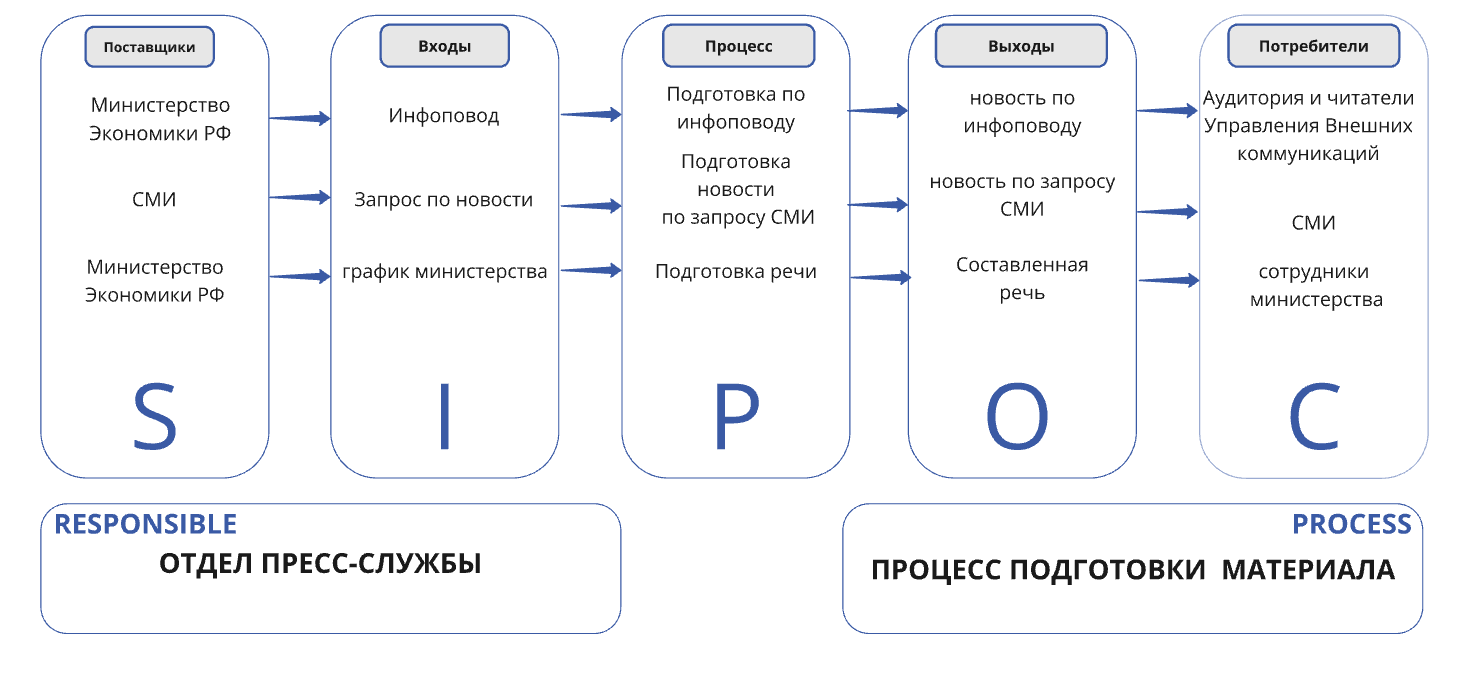 Поставщики
Министерство
Экономики РФ
СМИ
Министерство
Экономики РФ
S
Входы
Инфоповод
Запрос по новости
график министерства
I
Процесс
Подготовка по
инфоповоду
Подготовка
новости
по запросу СМИ
Подготовка речи
P
Выходы
новость по
инфоповоду
новость по запросу
СМИ
Составленная
речь
O
Потребители
Аудитория и читатели
Управления Внешних
коммуникаций
СМИ
сотрудники
министерства
C
RESPONSIBLE
ОТДЕЛ ПРЕСС-СЛУЖБЫ
PROCESS
ПРОЦЕСС ПОДГОТОВКИ МАТЕРИАЛА